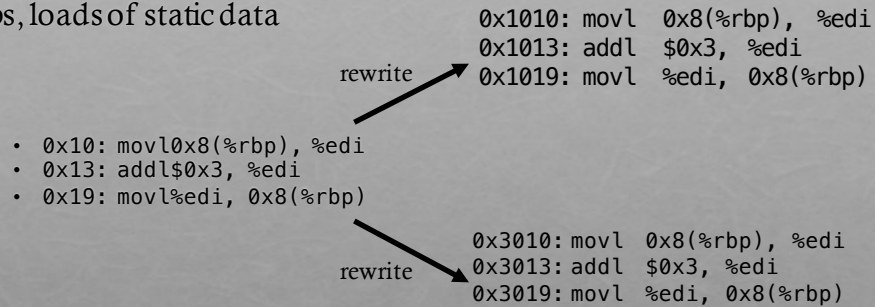 s, loads of static data
0x1010: movl 0x8(%rbp), %edi
0x1013: addl $0x3, %edi
0x1019: movl %edi, 0x8(%rbp)
rewrite
• 0x10: movl0x8(%rbp), %edi
• 0x13: addl$0x3, %edi
• 0x19: movl%edi, 0x8(%rbp)
rewrite
0x3010: movl 0x8(%rbp), %edi
0x3013: addl $0x3, %edi
0x3019: movl %edi, 0x8(%rbp)